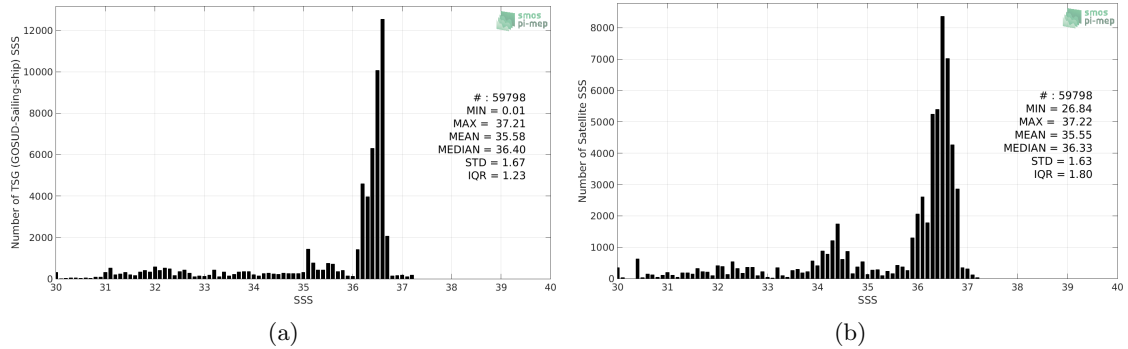 smos
pi-mep
Number of TSG (GOSUD-Sailing-ship) SSS
12000
10000
8000
6000
4000
2000
0
# : 59798
MIN = 0.01
MAX = 37.21
MEAN = 35.58
MEDIAN = 36.40
STD = 1.67
IQR = 1.23
30 31 32 33 34 35 36 37 38 39 40
SSS
(a)
smos
pi-mep
Number of Satellite SSS
8000
7000
6000
5000
4000
3000
2000
1000
0
# : 59798
MIN = 26.84
MAX = 37.22
MEAN = 35.55
MEDIAN = 36.33
STD = 1.63
IQR = 1.80
30 31 32 33 34 35 36 37 38 39 40
SSS
(b)